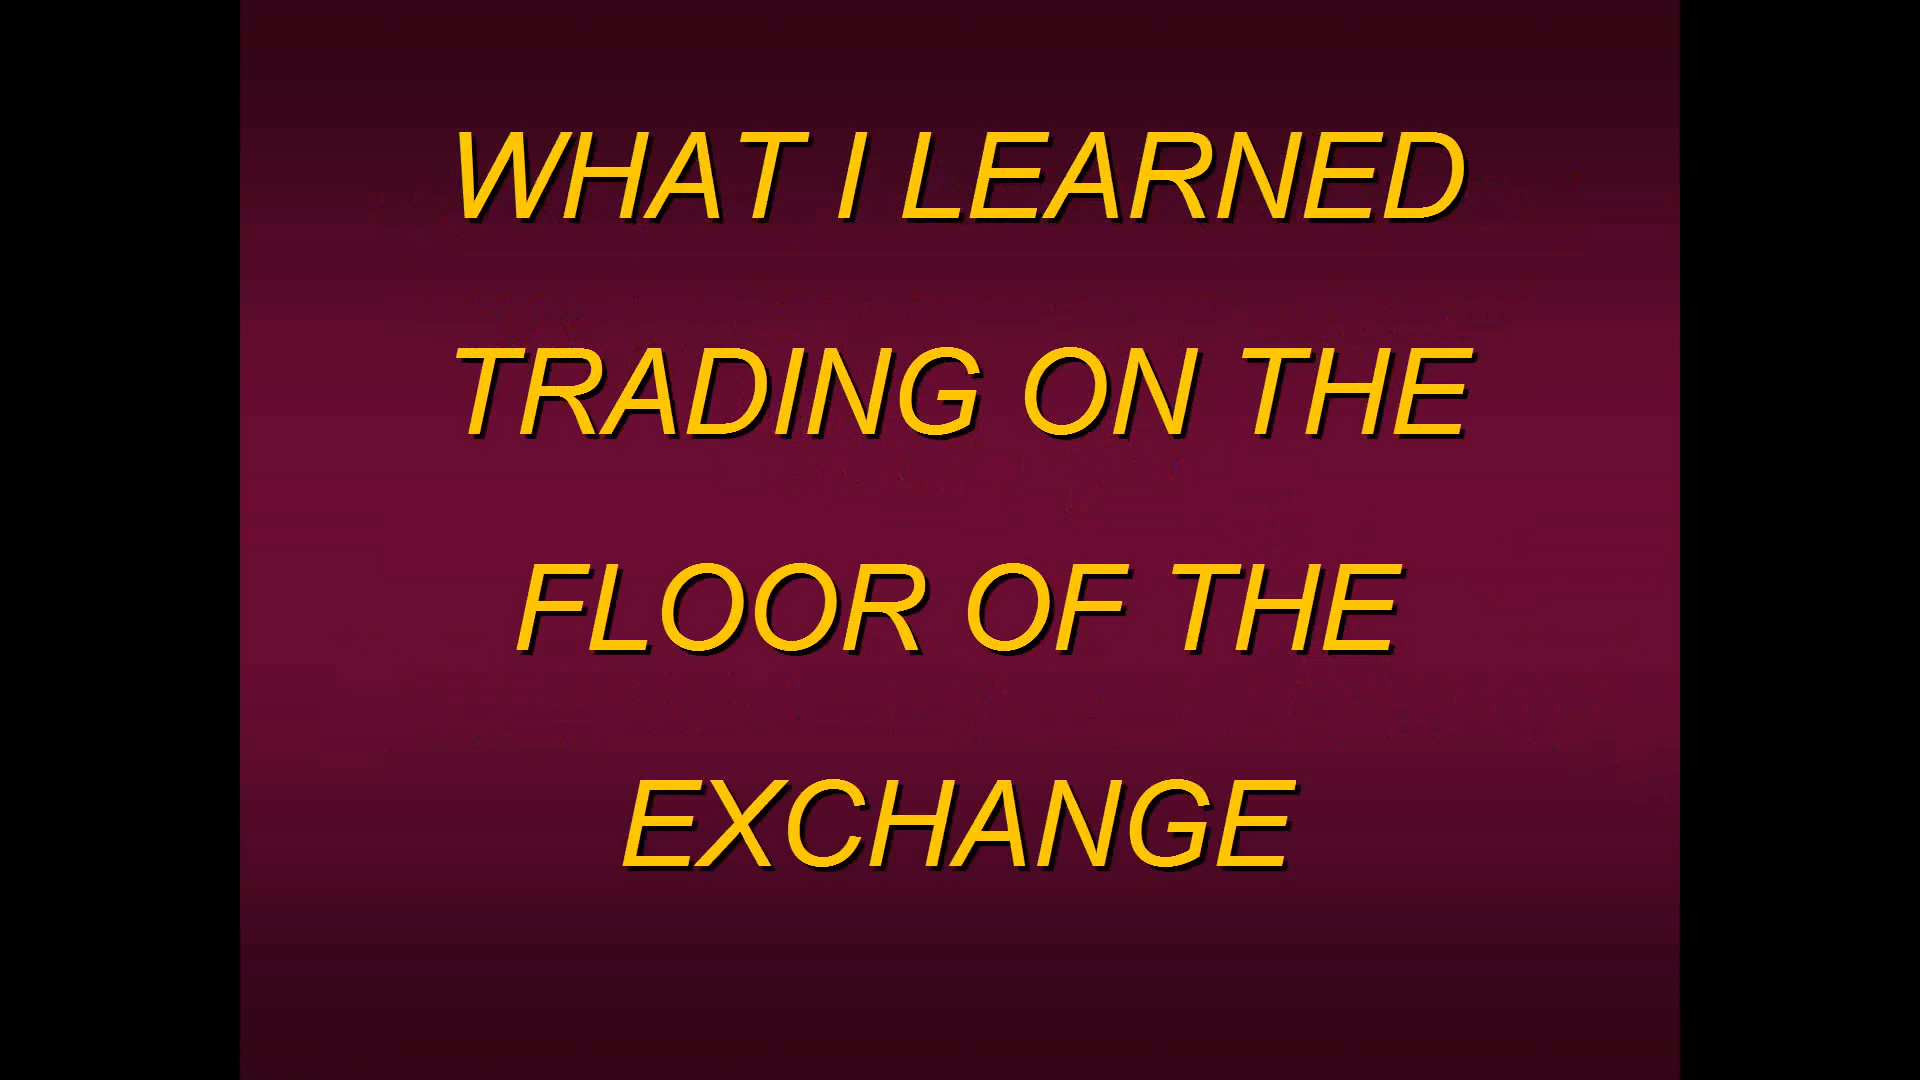 WHAT I LEARNED
TRADING ON THE
FLOOR OF THE
EXCHANGE